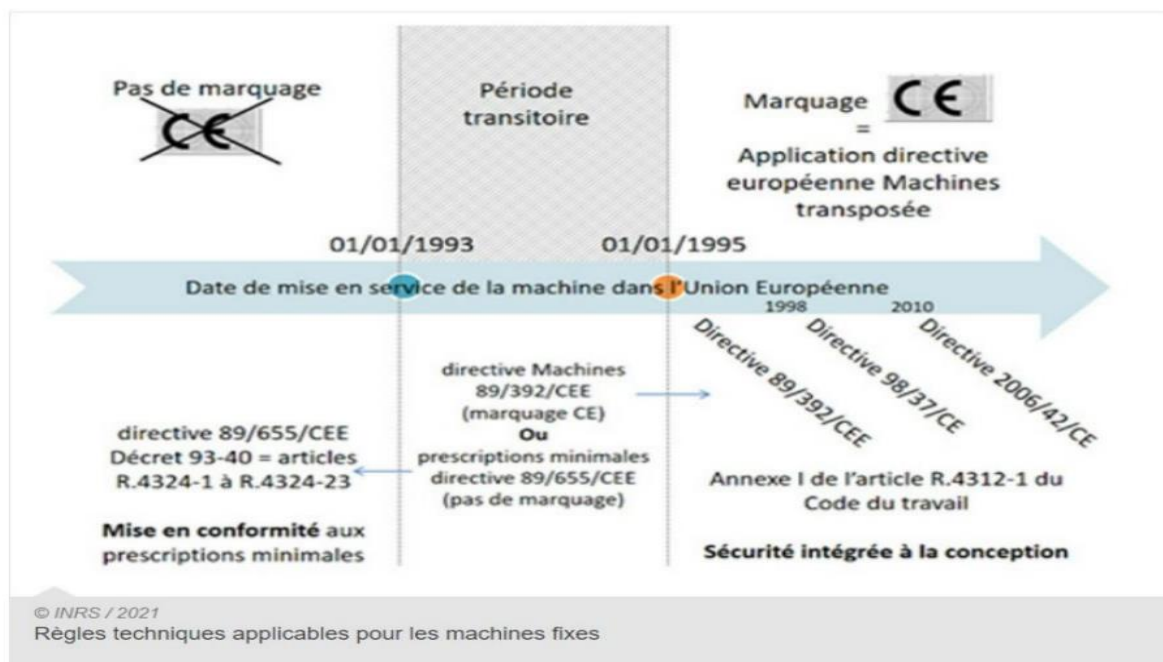 Pas de marquage
CE
Période
transitoire
Marquage CE
=
Application directive
européenne Machines
transposée
01/01/1993
01/01/1995
Date de mise en service de la machine dans l'Union Européenne
1998
2010
Directive 89/392/CEE
Directive 98/37/CE
Directive 2006/42/CE
directive 89/655/CEE
Décret 93-40 = articles
R.4324-1 à R.4324-23
Mise en conformité aux
prescriptions minimales
directive Machines
89/392/CEE
(marquage CE)
Ou
prescriptions minimales
directive 89/655/CEE
(pas de marquage)
Annexe I de l'article R.4312-1 du
Code du travail
Sécurité intégrée à la conception
© INRS / 2021
Règles techniques applicables pour les machines fixes